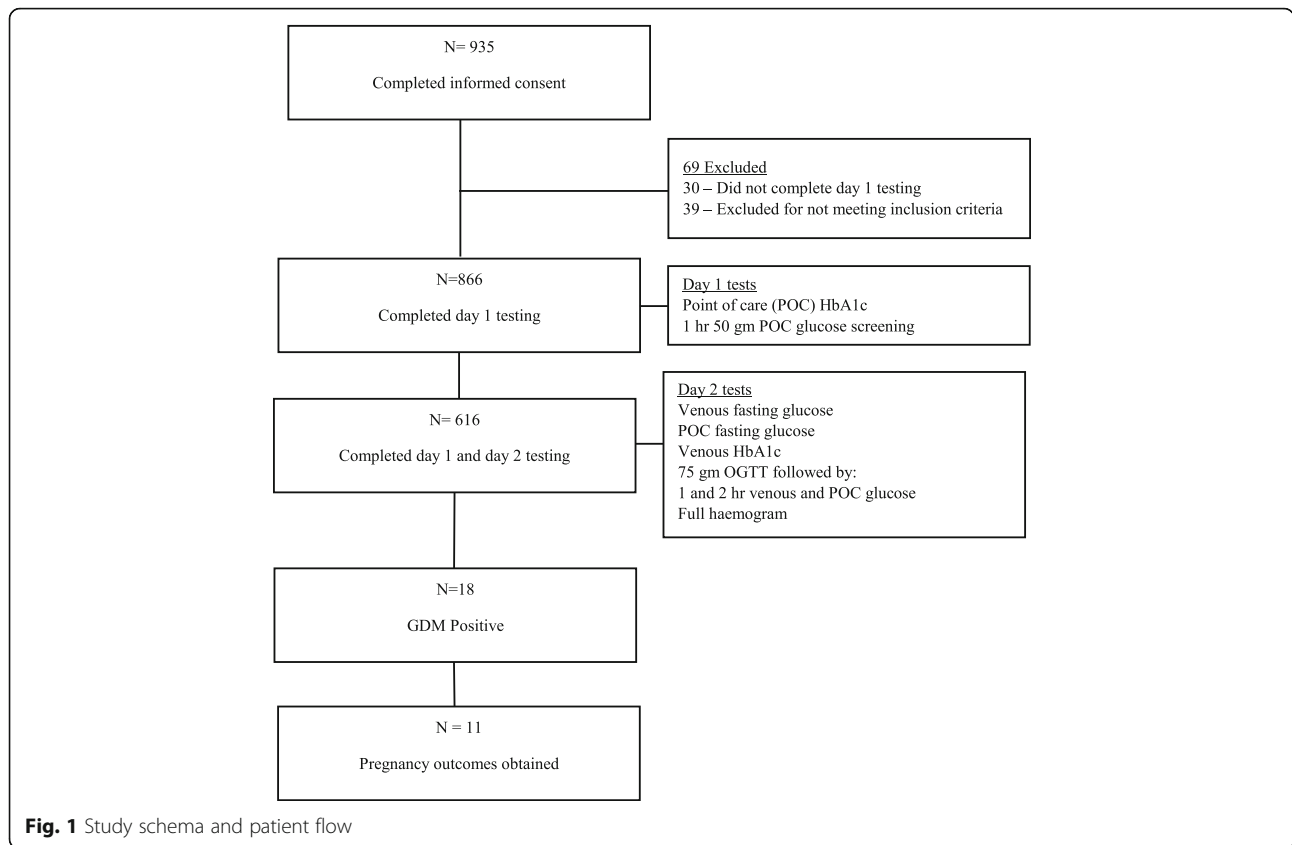 N= 935
Completed informed consent
69 Excluded
30 – Did not complete day 1 testing
39 – Excluded for not meeting inclusion criteria
N=866
Completed day 1 testing
Day 1 tests
Point of care (POC) HbA1c
1 hr 50 gm POC glucose screening
N= 616
Completed day 1 and day 2 testing
Day 2 tests
Venous fasting glucose
POC fasting glucose
Venous HbA1c
75 gm OGTT followed by:
1 and 2 hr venous and POC glucose
Full haemogram
N=18
GDM Positive
N = 11
Pregnancy outcomes obtained
Fig. 1 Study schema and patient flow